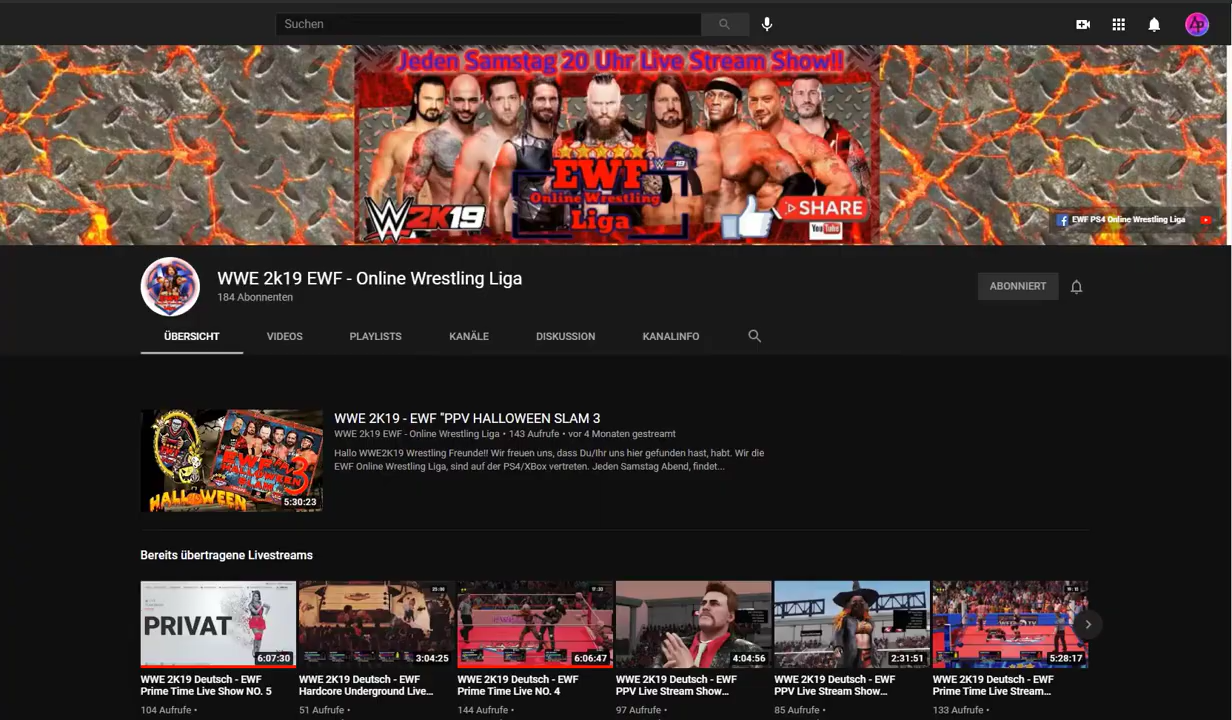 Suchen
AP
Jeden Samstag 20 Uhr Live Stream Show!!
EWF
Online Wrestling
Liga
W 2K19
W 2K19
SHARE
YouTube
EWF PS4 Online Wrestling Liga
WWE 2k19 EWF - Online Wrestling Liga
184 Abonnenten
ABONNIERT
ÜBERSICHT VIDEOS PLAYLISTS KANÄLE DISKUSSION KANALINFO
EWF
HALLOWEEN
SLAM
3
HALLOWEEN
5:30:23
WWE 2K19 - EWF "PPV HALLOWEEN SLAM 3
WWE 2k19 EWF - Online Wrestling Liga • 143 Aufrufe • vor 4 Monaten gestreamt
Hallo WWE2K19 Wrestling Freunde!! Wir freuen uns, dass Du/Ihr uns hier gefunden hast, habt. Wir die
EWF Online Wrestling Liga, sind auf der PS4/XBox vertreten. Jeden Samstag Abend, findet...
Bereits übertragene Livestreams
PRIVAT
6:07:30
3:04:25
6:06:47
4:04:56
2:31:51
5:28:17
WWE 2K19 Deutsch - EWF
Prime Time Live Show NO. 5
104 Aufrufe •
WWE 2K19 Deutsch - EWF
Hardcore Underground Live...
51 Aufrufe •
WWE 2K19 Deutsch - EWF
Prime Time Live NO. 4
144 Aufrufe •
WWE 2K19 Deutsch - EWF
PPV Live Stream Show...
97 Aufrufe •
WWE 2K19 Deutsch - EWF
PPV Live Stream Show...
85 Aufrufe •
WWE 2K19 Deutsch - EWF
Prime Time Live Stream...
133 Aufrufe •